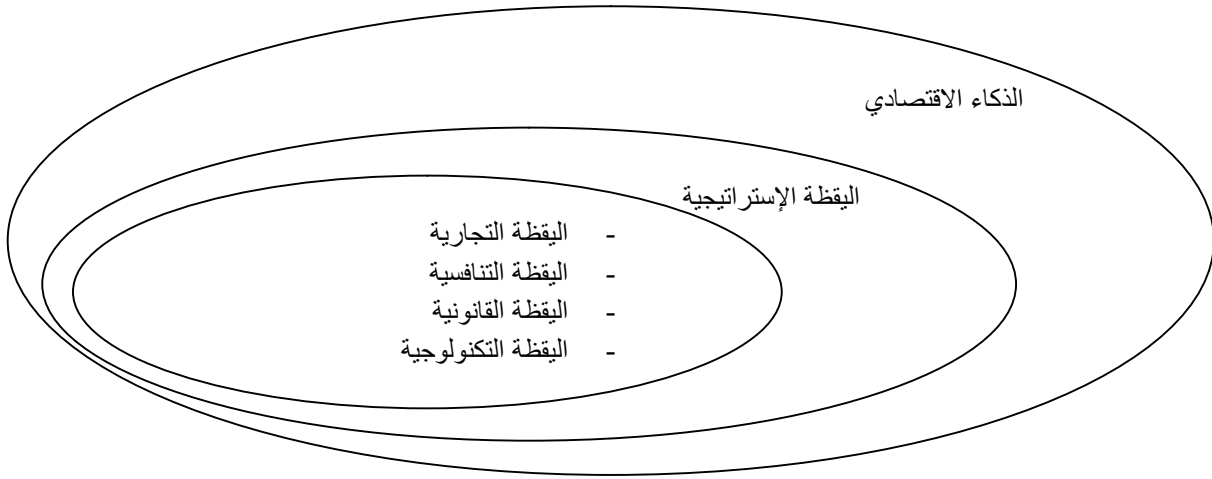 الذكاء الاقتصادي
اليقظة الإستراتيجية
- اليقظة التجارية
- اليقظة التنافسية
- اليقظة القانونية
- اليقظة التكنولوجية